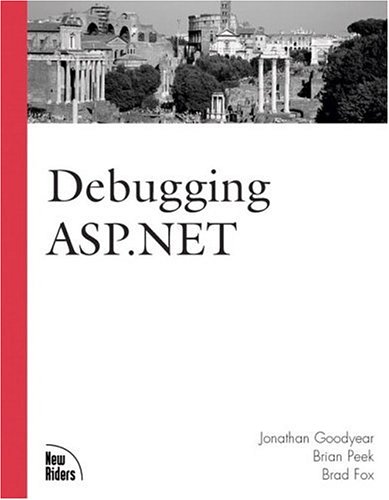 Debugging
ASP.NET
Jonathan Goodyear
Brian Peek
Brad Fox
New
Riders